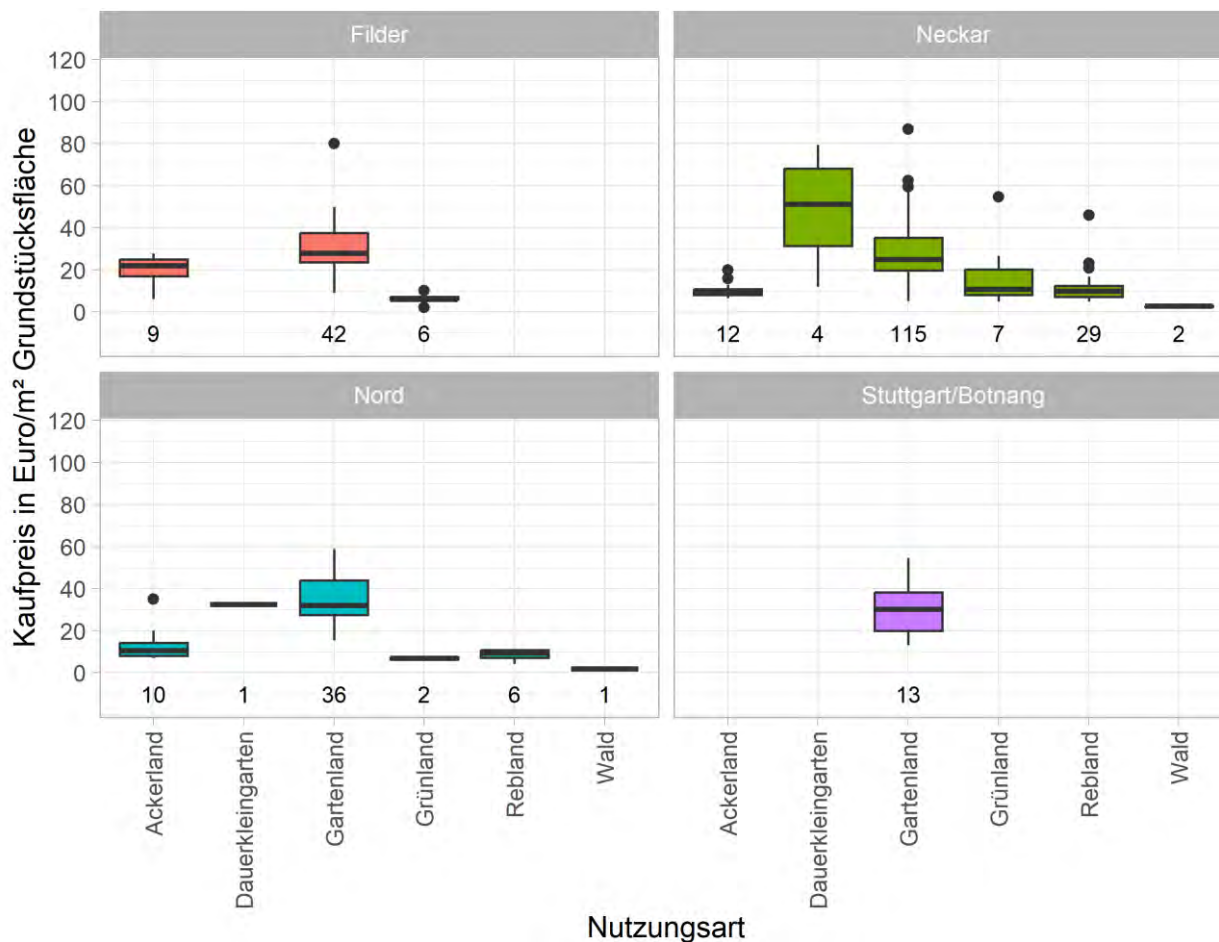 Filder
Neckar
Kaufpreis in Euro/m² Grundstücksfläche
120
100
80
60
40
20
0
9 42 6
12 4 115 7 29 2
Nord
Stuttgart/Botnang
120
100
80
60
40
20
0
10 1 36 2 6 1
13
Ackerland
Dauerkleingarten
Gartenland
Grünland
Rebland
Wald
Ackerland
Dauerkleingarten
Gartenland
Grünland
Rebland
Wald
Nutzungsart